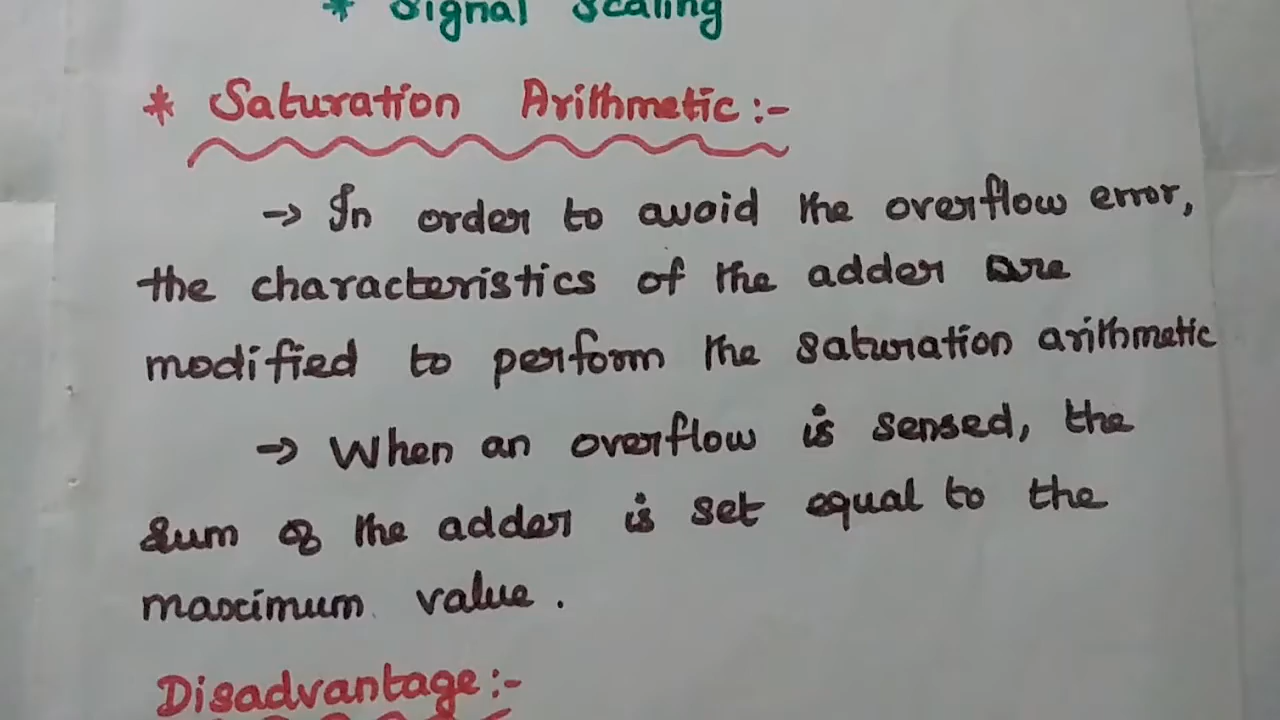 * Signal Scaling
* Saturation Arithmetic :-
→ In order to avoid the overflow error,
the characteristics of the adder are
modified to perform the saturation arithmetic
→ When an overflow is sensed, the
sum of the adder is set equal to the
maximum value.
Disadvantage :-